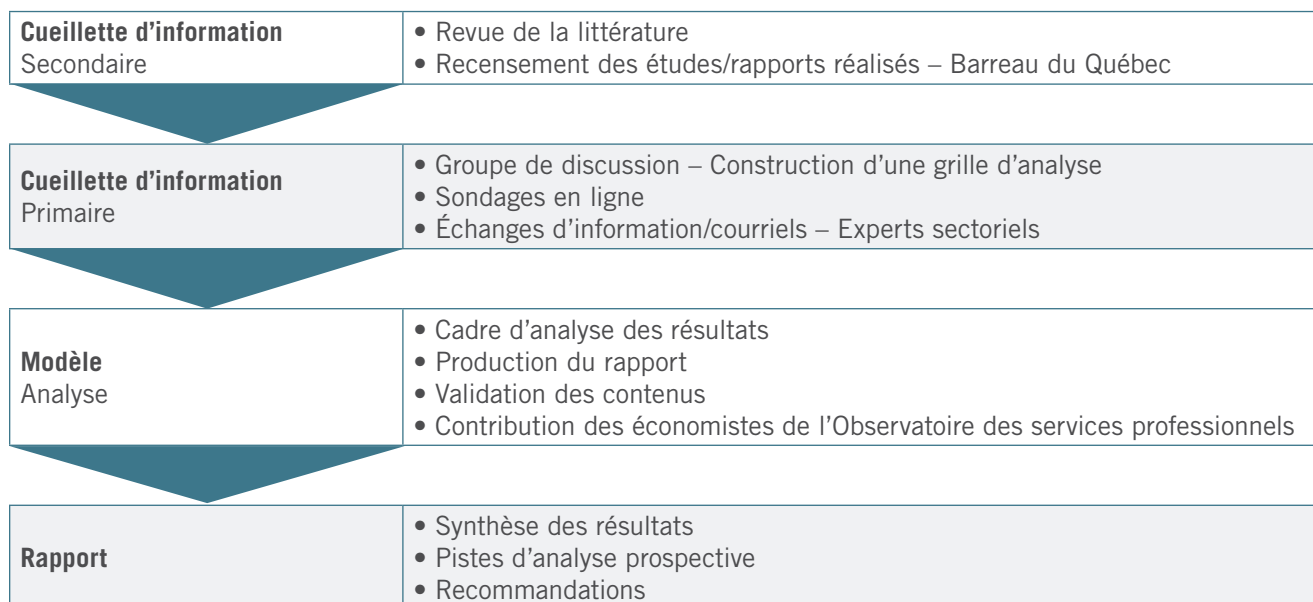 Cueillette d'information
Secondaire
• Revue de la littérature
• Recensement des études/rapports réalisés – Barreau du Québec
Cueillette d'information
Primaire
• Groupe de discussion – Construction d'une grille d'analyse
• Sondages en ligne
• Échanges d'information/courriels – Experts sectoriels
Modèle
Analyse
• Cadre d'analyse des résultats
• Production du rapport
• Validation des contenus
• Contribution des économistes de l'Observatoire des services professionnels
Rapport
• Synthèse des résultats
• Pistes d'analyse prospective
• Recommandations